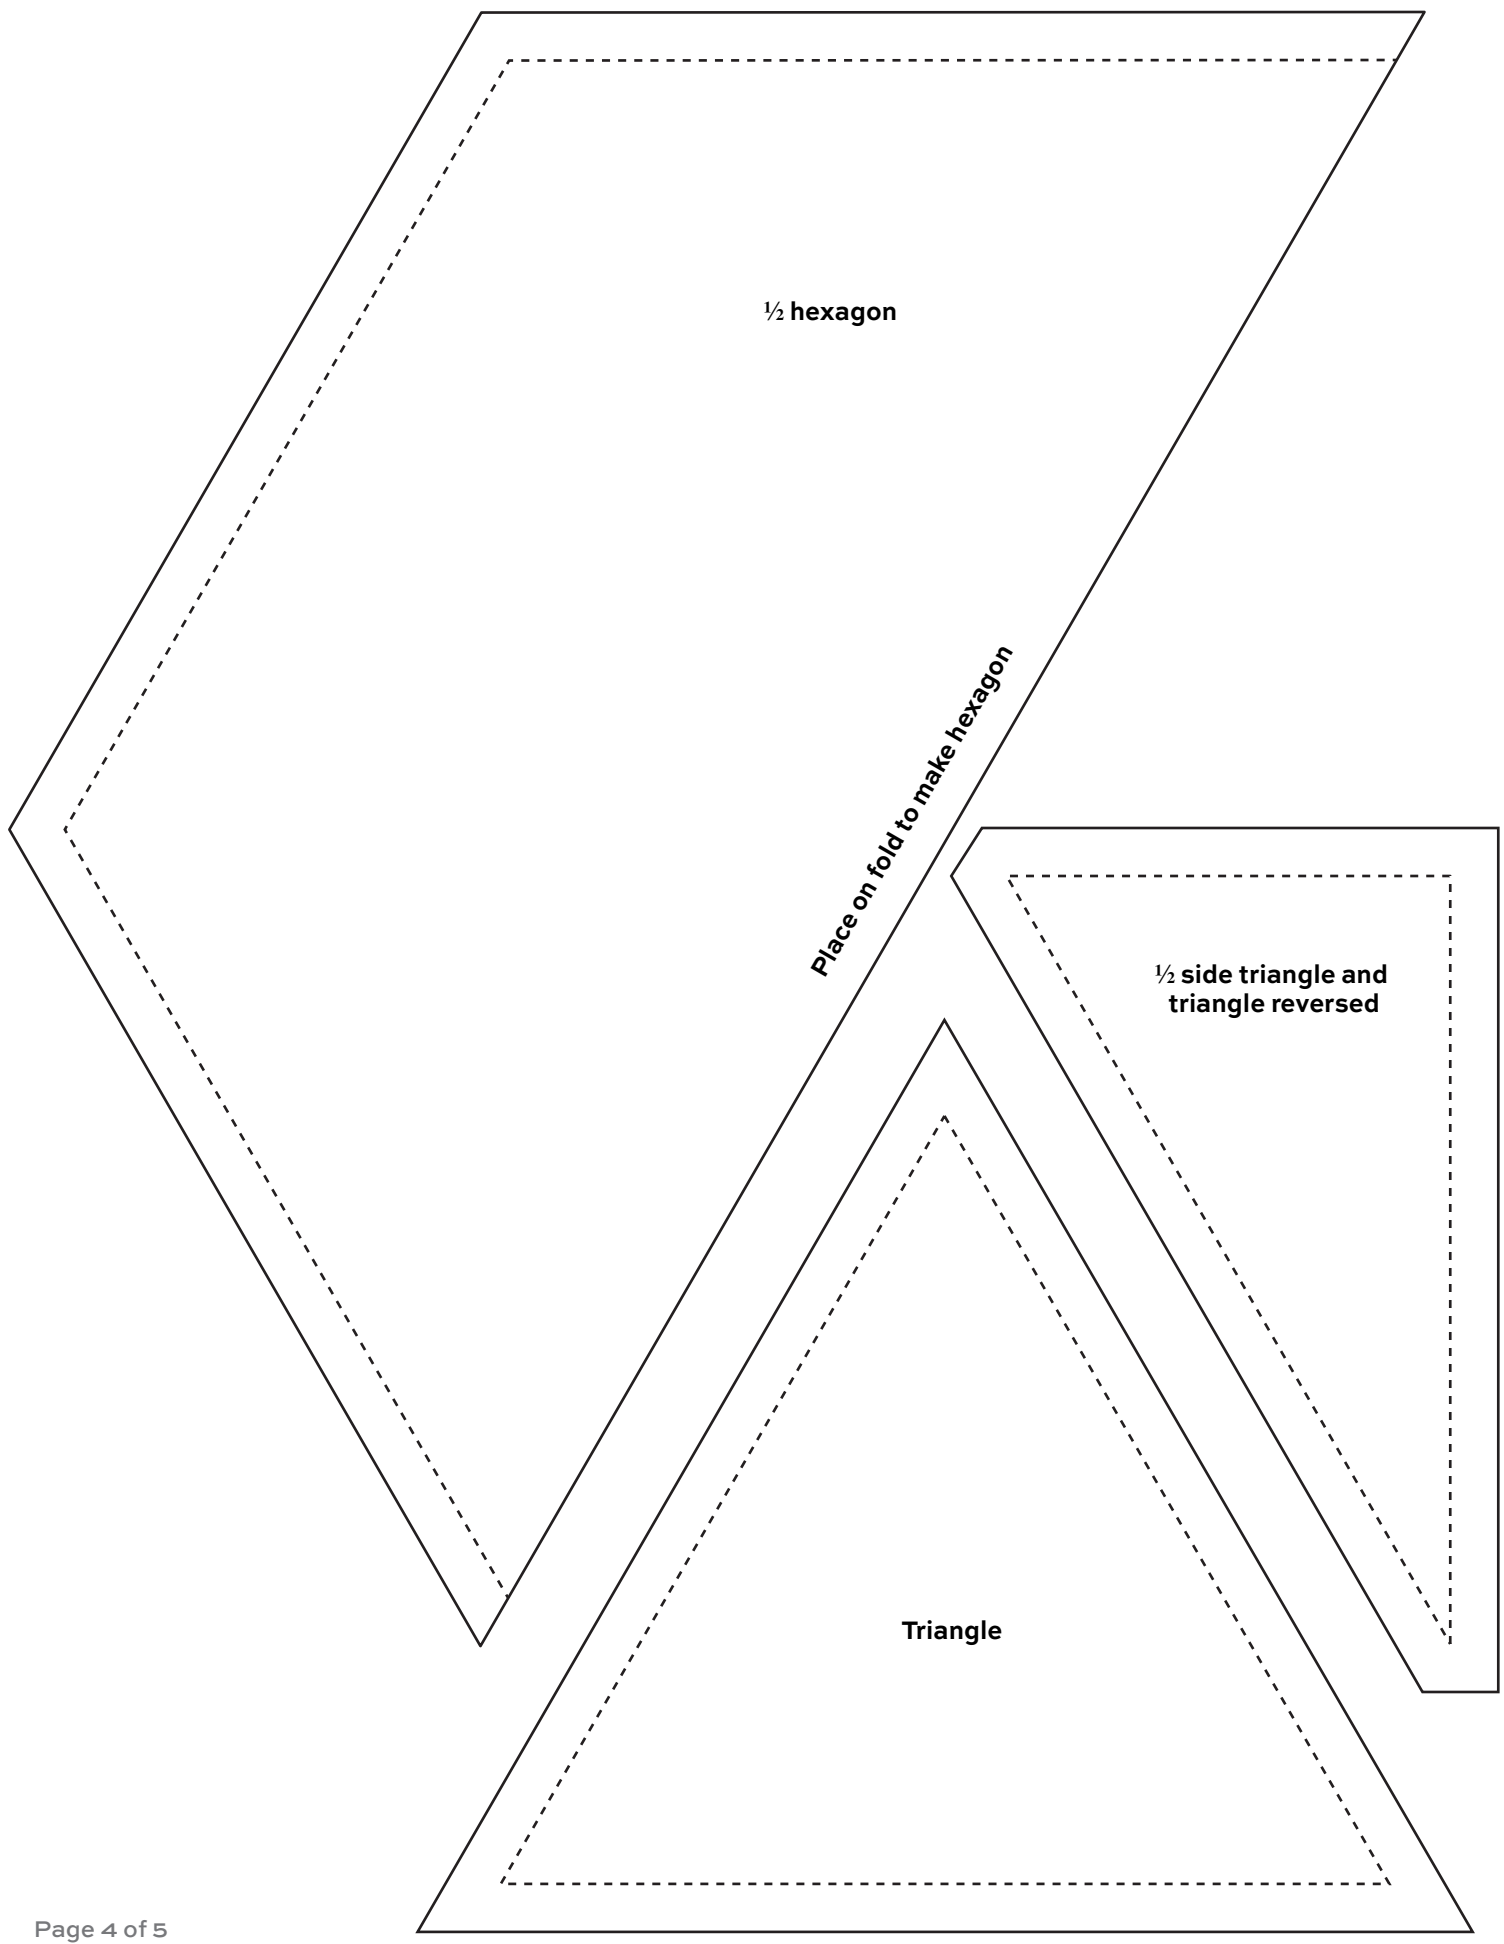 ½ hexagon
Place on fold to make hexagon
½ side triangle and
triangle reversed
Triangle
Page 4 of 5